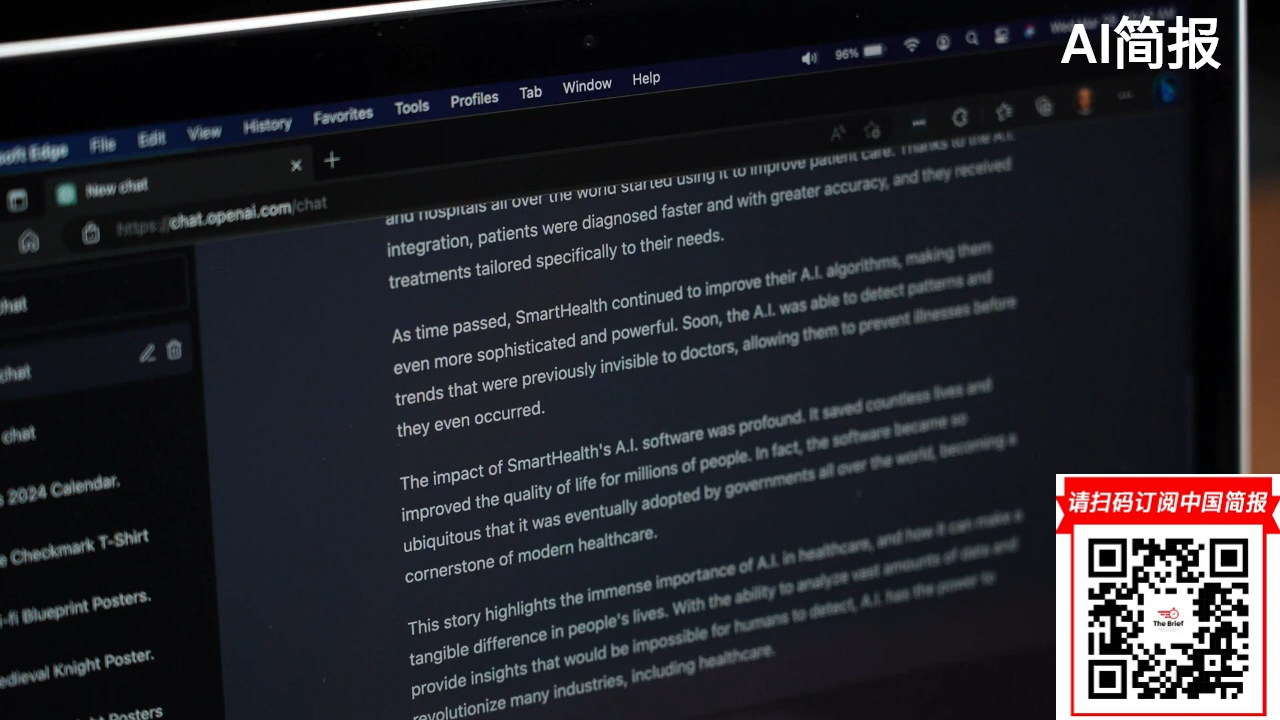 AI简报
96%
soft Edge File Edit View History Favorites Tools Profiles Tab Window Help
New chat
https://chat.openai.com/chat
and hospitals all over the world started using it to improve patient care. Thanks to the A.I.
integration, patients were diagnosed faster and with greater accuracy, and they received
treatments tailored specifically to their needs.
As time passed, SmartHealth continued to improve their A.I. algorithms, making them
even more sophisticated and powerful. Soon, the A.I. was able to detect patterns and
trends that were previously invisible to doctors, allowing them to prevent illnesses before
they even occurred.
The impact of SmartHealth's A.I. software was profound. It saved countless lives and
improved the quality of life for millions of people. In fact, the software became so
ubiquitous that it was eventually adopted by governments all over the world, becoming a
cornerstone of modern healthcare.
This story highlights the immense importance of A.I. in healthcare, and how it can make a
tangible difference in people's lives. With the ability to analyze vast amounts of data and
provide insights that would be impossible for humans to detect, A.I. has the power to
revolutionize many industries, including healthcare.
chat
chat
chat
2024 Calendar.
Checkmark T-Shirt
Blueprint Posters.
Knight Poster.
Posters
请扫码订阅中国简报
The Brief